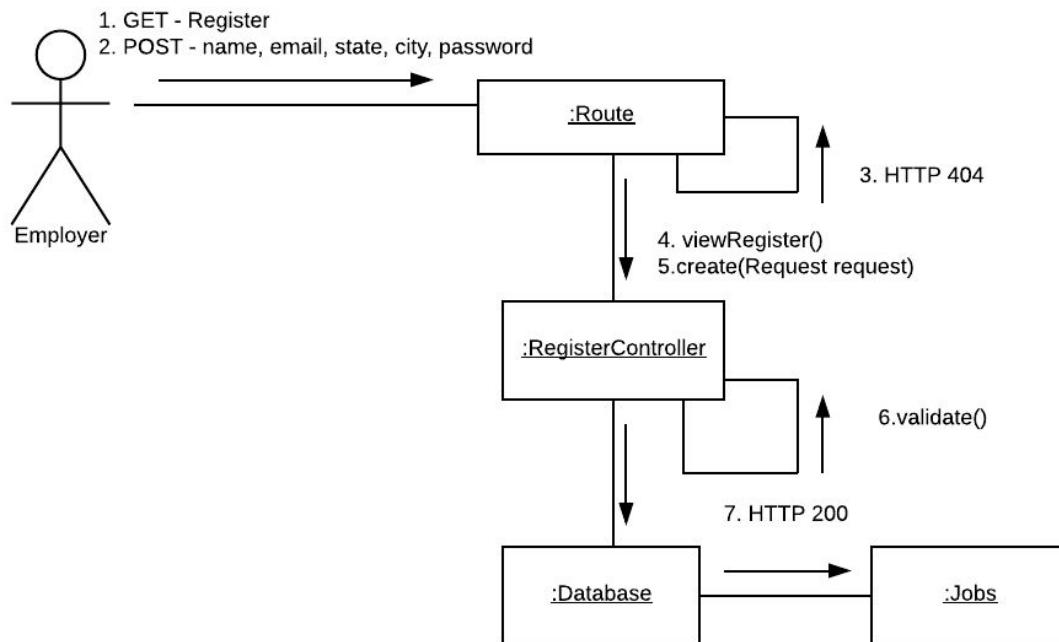 1. GET - Register
2. POST - name, email, state, city, password
:Route
3. HTTP 404
Employer
4. viewRegister()
5.create(Request request)
:RegisterController
6.validate()
7. HTTP 200
:Database
:Jobs